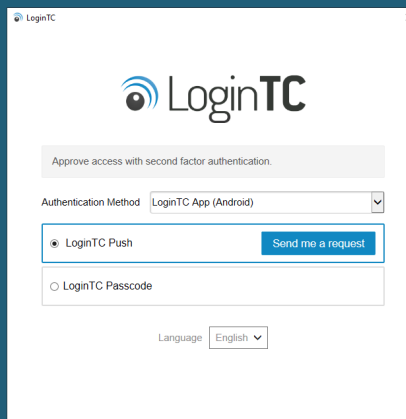 LoginTC
LoginTC
Approve access with second factor authentication.
Authentication Method LoginTC App (Android)
LoginTC Push Send me a request
LoginTC Passcode
Language English